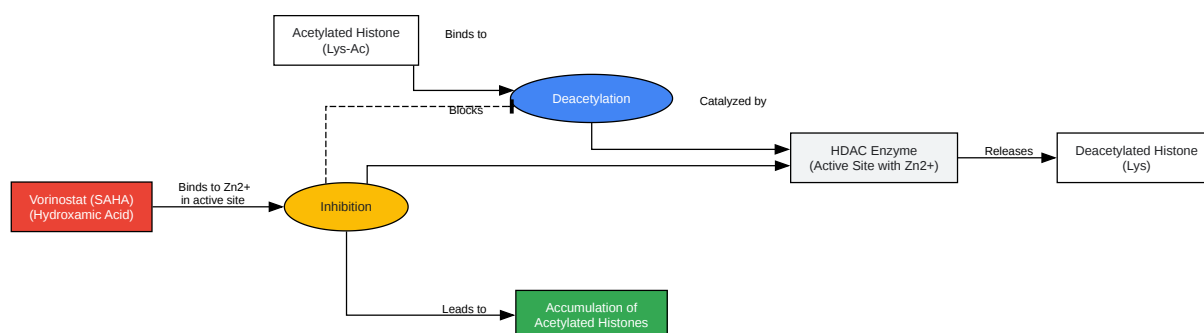 Acetylated Histone
(Lys-Ac)
Binds to
Deacetylation
Catalyzed by
Blocks
HDAC Enzyme
(Active Site with Zn2+)
Releases
Deacetylated Histone
(Lys)
Vorinostat (SAHA)
(Hydroxamic Acid)
Binds to Zn2+
in active site
Inhibition
Leads to
Accumulation of
Acetylated Histones